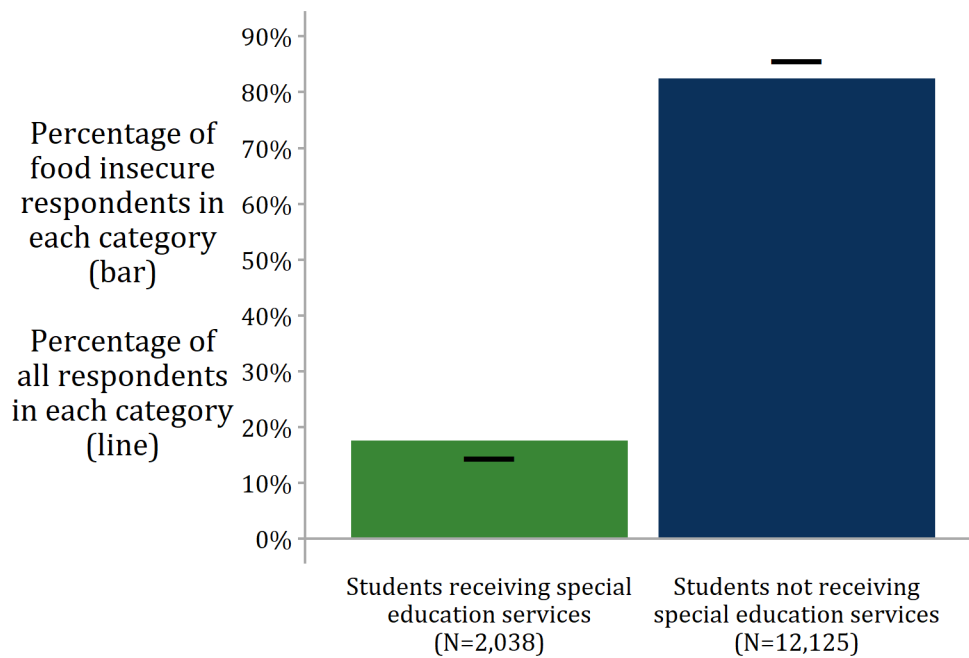 Percentage of
food insecure
respondents in
each category
(bar)
Percentage of
all respondents
in each category
(line)
90%
80%
70%
60%
50%
40%
30%
20%
10%
0%
Students receiving special
education services
(N=2,038)
Students not receiving
special education services
(N=12,125)